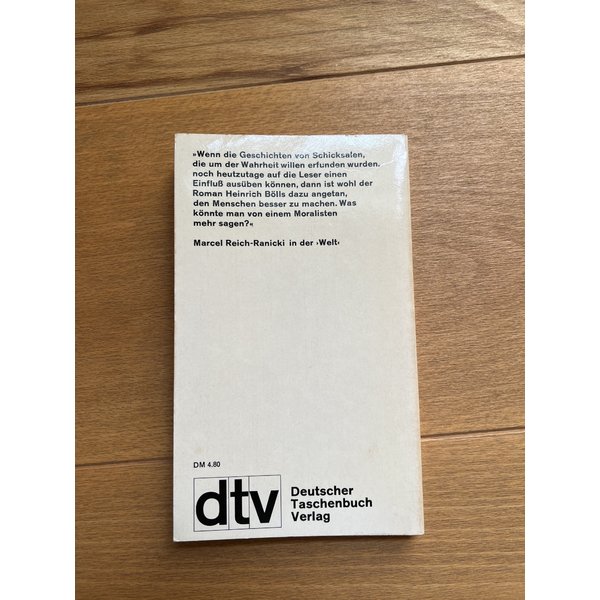 »Wenn die Geschichten von Schicksalen,
die um der Wahrheit willen erfunden wurden,
noch heutzutage auf die Leser einen
Einfluß ausüben können, dann ist wohl der
Roman Heinrich Bölls dazu angetan,
den Menschen besser zu machen. Was
könnte man von einem Moralisten
mehr sagen?«
Marcel Reich-Ranicki in der ›Welt‹
DM 4.80
dtv
Deutscher
Taschenbuch
Verlag